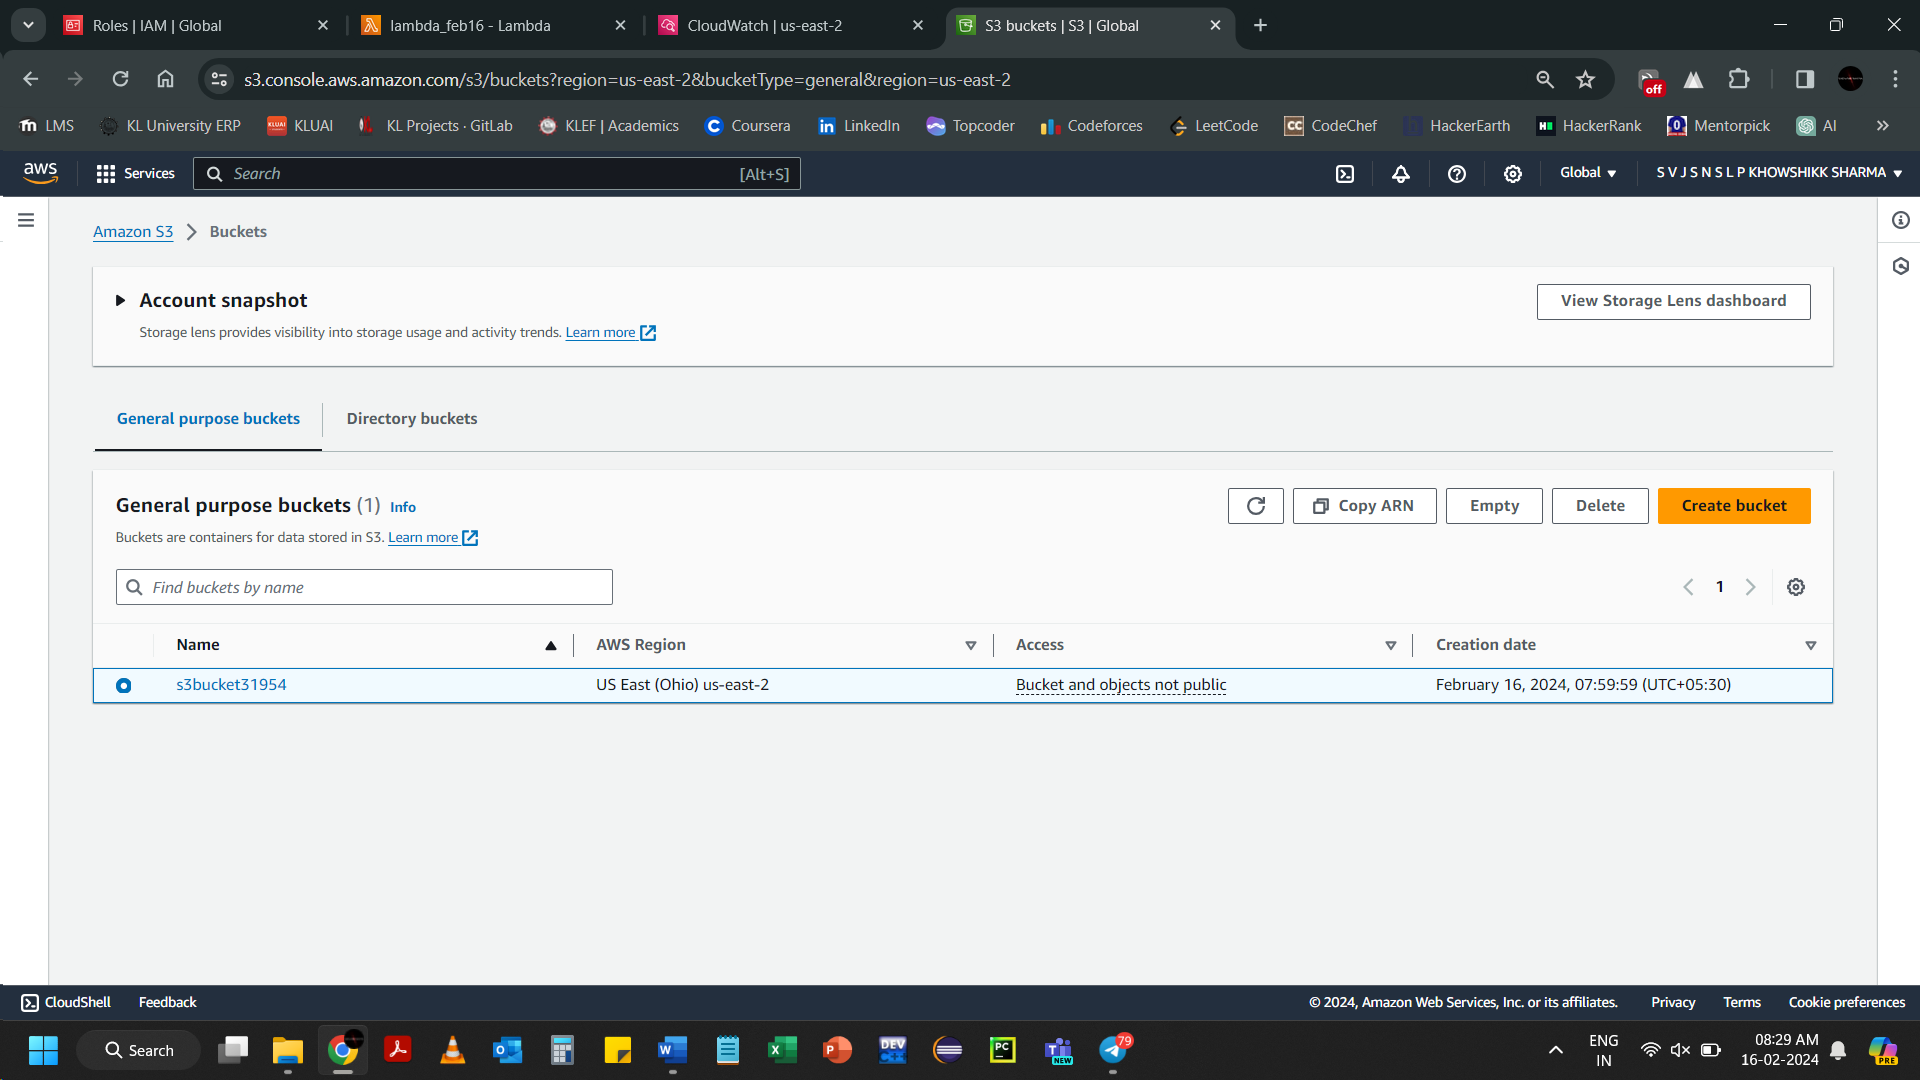 Roles | IAM | Global
lambda_feb16 - Lambda
CloudWatch | us-east-2
S3 buckets | S3 | Global
s3.console.aws.amazon.com/s3/buckets?region=us-east-2&bucketType=general&region=us-east-2
off
LMS
KL University ERP
KLUAI
KLUAI
KL Projects · GitLab
KLEF | Academics
Coursera
LinkedIn
Topcoder
Codeforces
LeetCode
CC CodeChef
HackerEarth
HackerRank
Mentorpick
AI
aws
Services
Search
[Alt+S]
Global
S V J S N S L P KHOWSHIKK SHARMA
Amazon S3
Buckets
Account snapshot
View Storage Lens dashboard
Storage lens provides visibility into storage usage and activity trends. Learn more
General purpose buckets
Directory buckets
General purpose buckets (1) Info
Copy ARN
Empty
Delete
Create bucket
Buckets are containers for data stored in S3. Learn more
Find buckets by name
1
Name
AWS Region
Access
Creation date
s3bucket31954
US East (Ohio) us-east-2
Bucket and objects not public
February 16, 2024, 07:59:59 (UTC+05:30)
CloudShell
Feedback
© 2024, Amazon Web Services, Inc. or its affiliates.
Privacy
Terms
Cookie preferences
Search
DEV
PC
NEW
79
ENG
IN
08:29 AM
16-02-2024
PRE